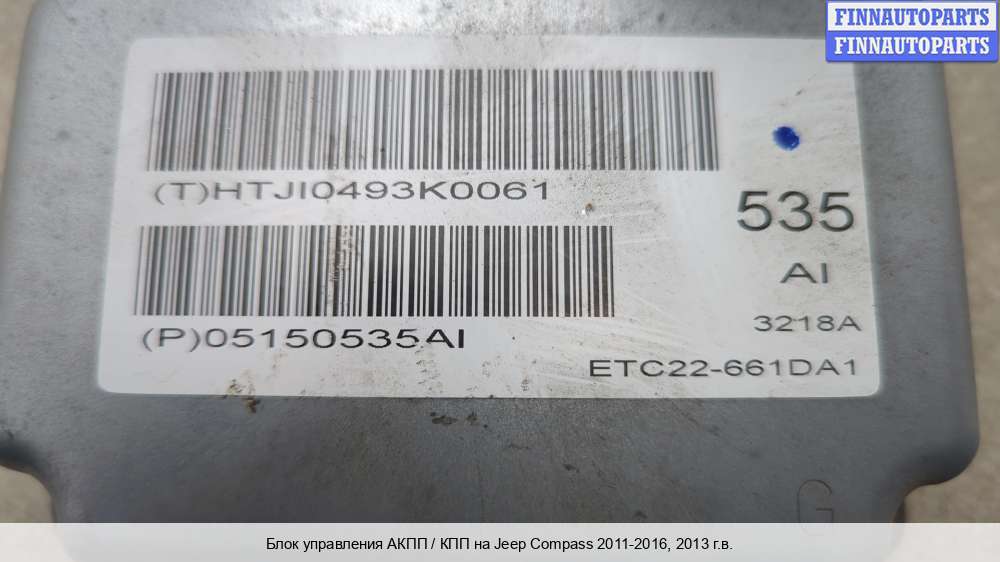 FINNAUTOPARTS
FINNAUTOPARTS
(T)HTJI0493K0061
535
AI
(P)05150535AI
3218A
ETC22-661DA1
G
Блок управления АКПП / КПП на Jeep Compass 2011-2016, 2013 г.в.